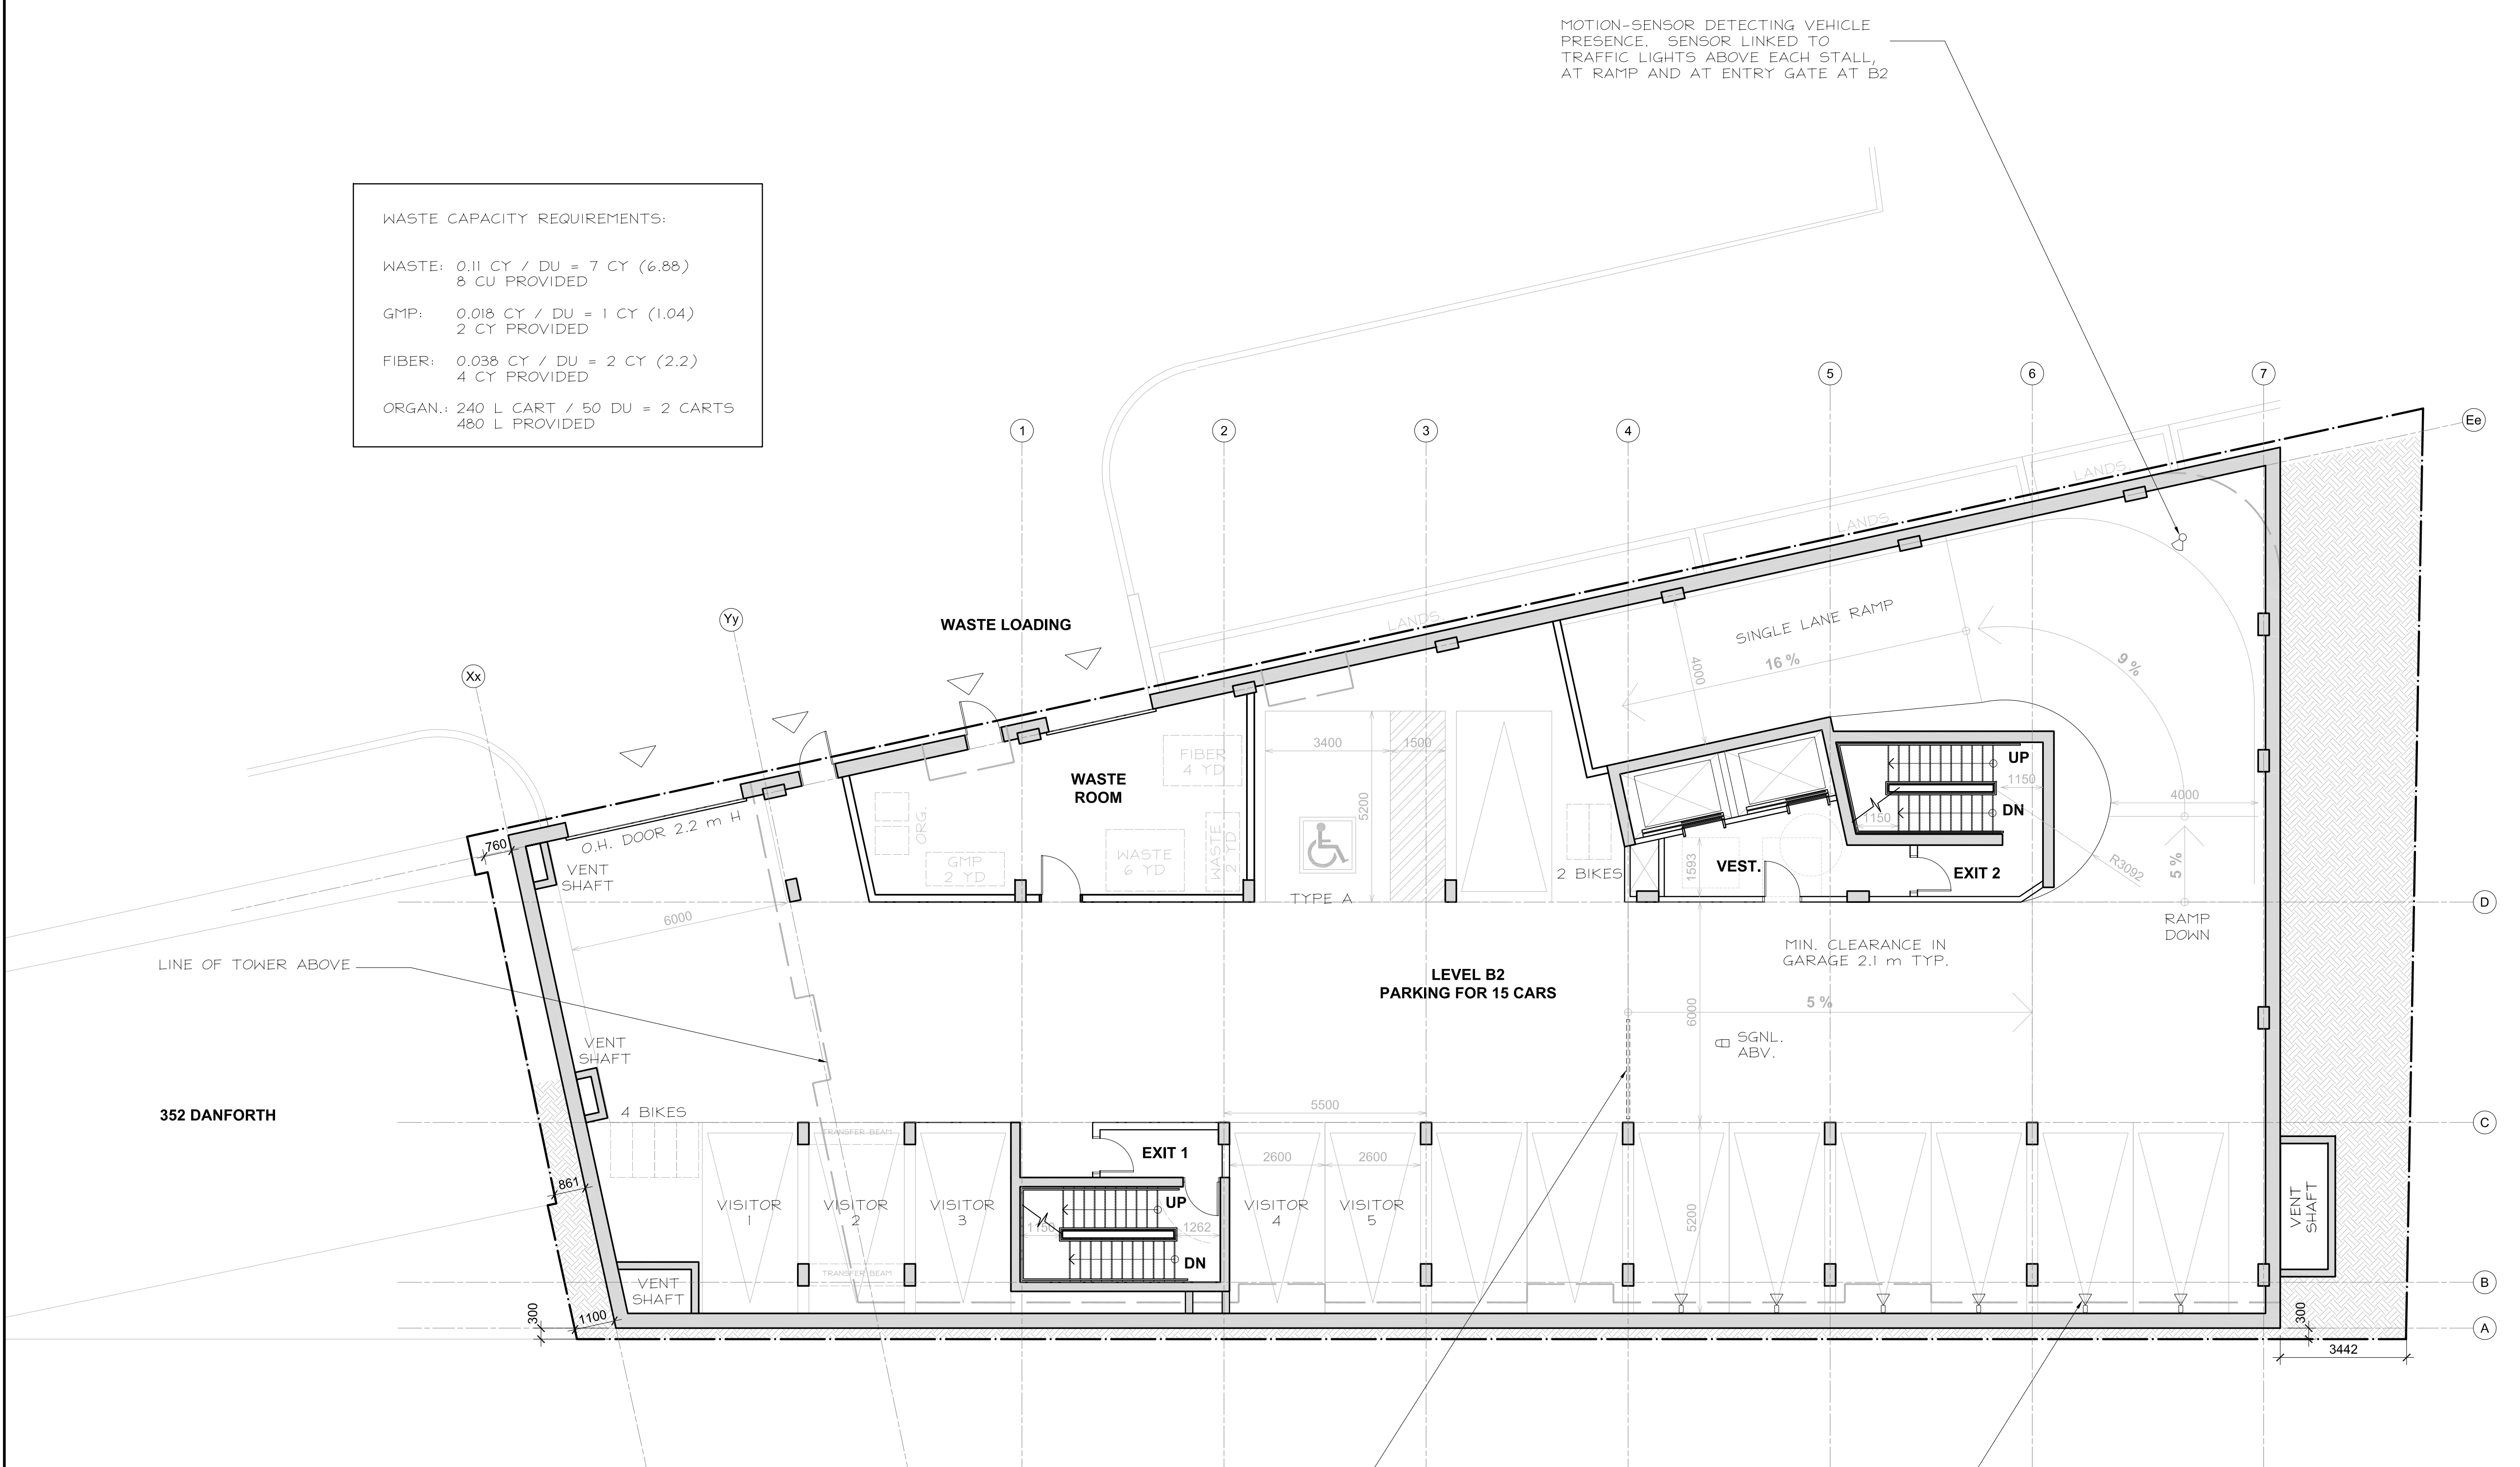 MOTION-SENSOR DETECTING VEHICLE
PRESENCE. SENSOR LINKED TO
TRAFFIC LIGHTS ABOVE EACH STALL,
AT RAMP AND AT ENTRY GATE AT B2
WASTE CAPACITY REQUIREMENTS:
WASTE: 0.11 CY / DU = 7 CY (6.88)
8 CU PROVIDED
GMP: 0.018 CY / DU = 1 CY (1.04)
2 CY PROVIDED
FIBER: 0.038 CY / DU = 2 CY (2.2)
4 CY PROVIDED
ORGAN.: 240 L CART / 50 DU = 2 CARTS
480 L PROVIDED
1
2
3
4
5
6
7
Ee
Xx
Yy
WASTE LOADING
LANDS.
LANDS.
LANDS.
SINGLE LANE RAMP
16 %
4000
9 %
O.H. DOOR 2.2 m H
760
VENT
SHAFT
WASTE
ROOM
FIBER
4 YD
ORG.
GMP
2 YD
WASTE
6 YD
WASTE
2 YD
3400
1500
5200
TYPE A
2 BIKES
1593
VEST.
UP
1150
DN
1150
EXIT 2
4000
R3092
5 %
RAMP
DOWN
D
6000
LINE OF TOWER ABOVE
MIN. CLEARANCE IN
GARAGE 2.1 m TYP.
LEVEL B2
PARKING FOR 15 CARS
5 %
6000
SGNL.
ABV.
VENT
SHAFT
352 DANFORTH
4 BIKES
5500
C
TRANSFER BEAM
EXIT 1
2600
2600
861
VISITOR
1
VISITOR
2
VISITOR
3
UP
1150
1262
DN
VISITOR
4
VISITOR
5
5200
VENT
SHAFT
TRANSFER BEAM
VENT
SHAFT
B
300
1100
300
A
3442